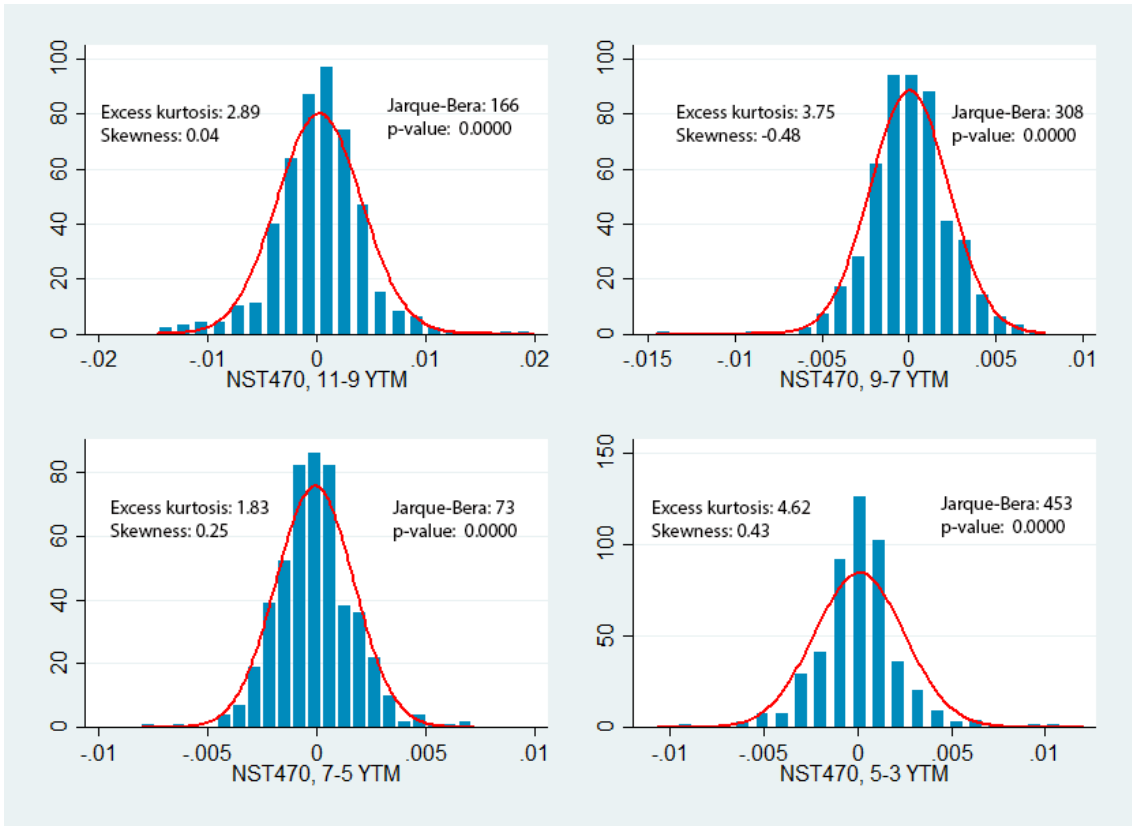 100
80
60
40
20
0
Excess kurtosis: 2.89
Skewness: 0.04
Jarque-Bera: 166
p-value: 0.0000
-.02 -.01 0 .01 .02
NST470, 11-9 YTM
100
80
60
40
20
0
Excess kurtosis: 3.75
Skewness: -0.48
Jarque-Bera: 308
p-value: 0.0000
-.015 -.01 -.005 0 .005 .01
NST470, 9-7 YTM
80
60
40
20
0
Excess kurtosis: 1.83
Skewness: 0.25
Jarque-Bera: 73
p-value: 0.0000
-.01 -.005 0 .005 .01
NST470, 7-5 YTM
150
100
50
0
Excess kurtosis: 4.62
Skewness: 0.43
Jarque-Bera: 453
p-value: 0.0000
-.01 -.005 0 .005 .01
NST470, 5-3 YTM